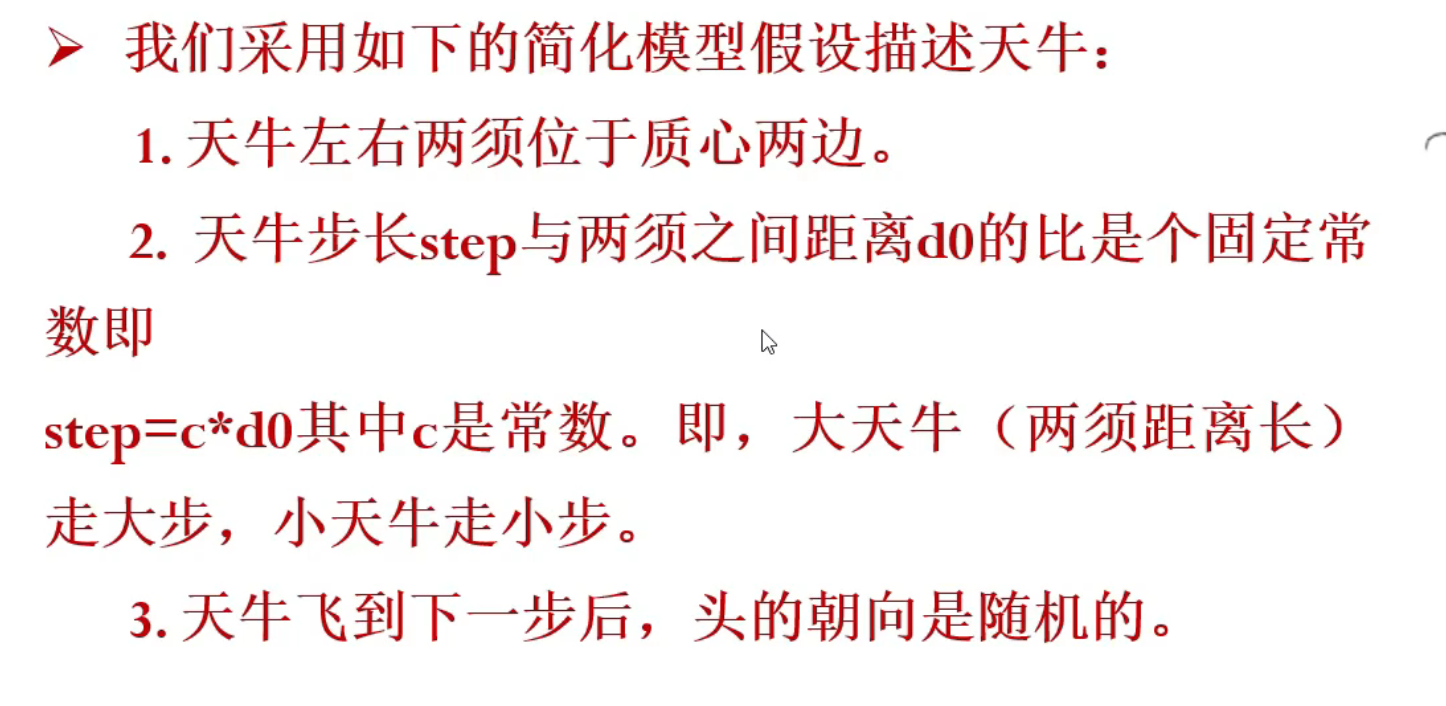 ➢ 我们采用如下的简化模型假设描述天牛：
1. 天牛左右两须位于质心两边。
2. 天牛步长step与两须之间距离d0的比是个固定常
数即
step=c*d0其中c是常数。即，大天牛（两须距离长）
走大步，小天牛走小步。
3. 天牛飞到下一步后，头的朝向是随机的。